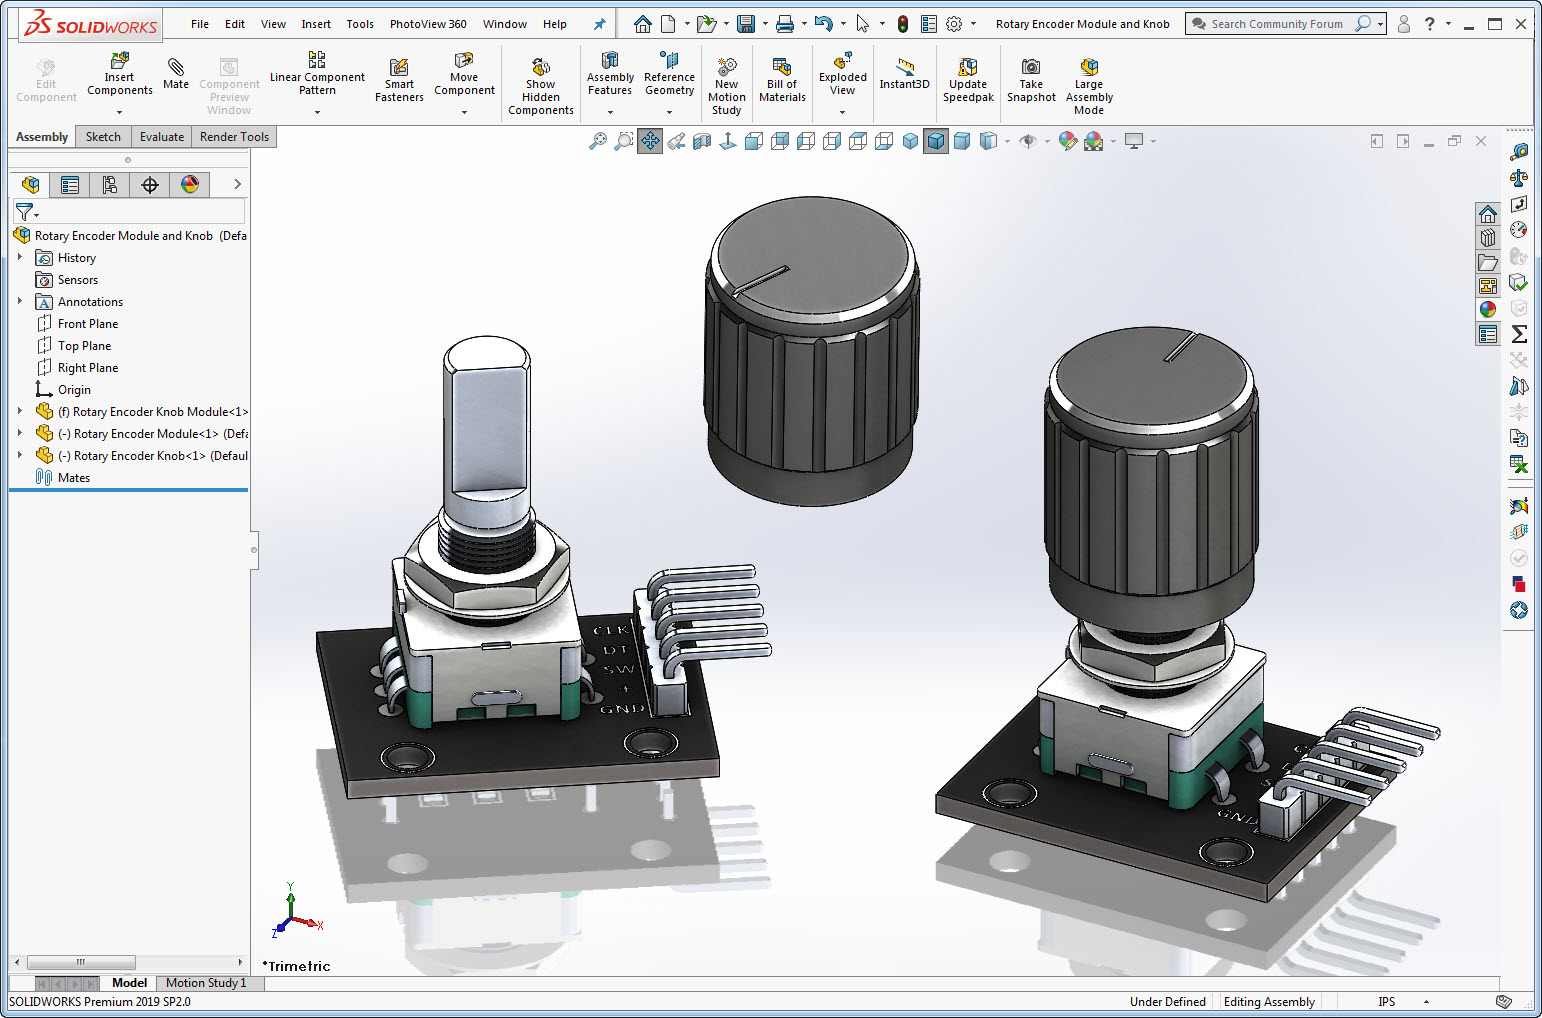 SOLIDWORKS
File Edit View Insert Tools PhotoView 360 Window Help
Rotary Encoder Module and Knob
Search Community Forum
?
Edit Component
Insert Components
Mate
Component Preview Window
Linear Component Pattern
Smart Fasteners
Move Component
Show Hidden Components
Assembly Features
Reference Geometry
New Motion Study
Bill of Materials
Exploded View
Instant3D
Update Speedpak
Take Snapshot
Large Assembly Mode
Assembly Sketch Evaluate Render Tools
Rotary Encoder Module and Knob (Defa
History
Sensors
Annotations
Front Plane
Top Plane
Right Plane
Origin
(f) Rotary Encoder Knob Module<1>
(-) Rotary Encoder Module<1> (Defa
(-) Rotary Encoder Knob<1> (Defaul
Mates
CLK
DT
SW
+
GND
GND
Y
X
Z
*Trimetric
Model Motion Study 1
SOLIDWORKS Premium 2019 SP2.0
Under Defined Editing Assembly IPS